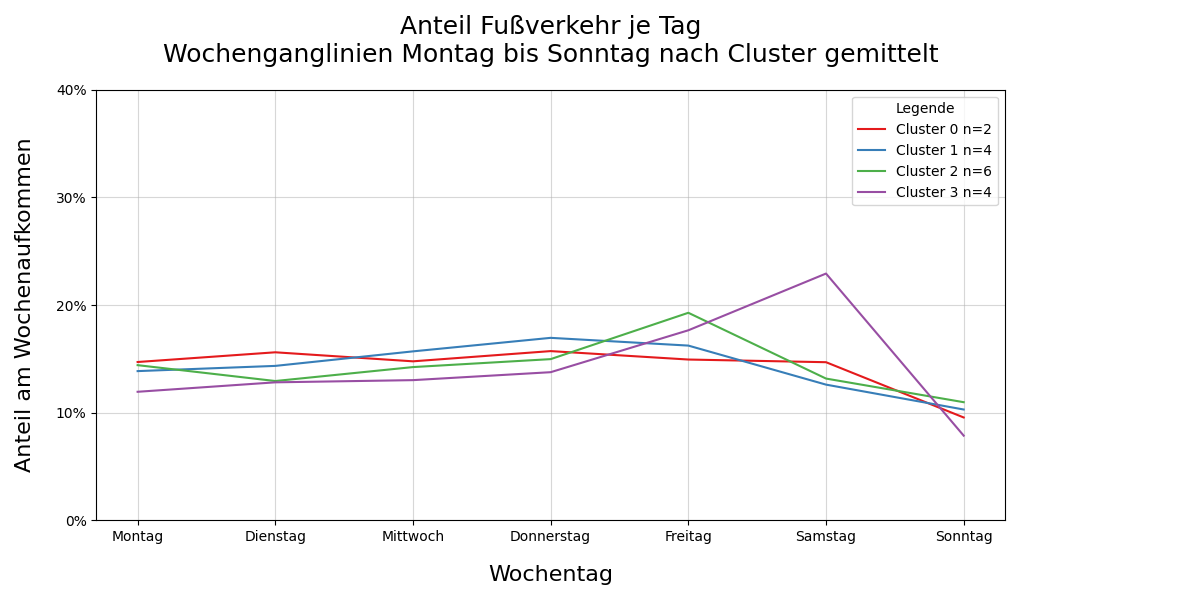 Anteil Fußverkehr je Tag
Wochenganglinien Montag bis Sonntag nach Cluster gemittelt
Anteil am Wochenaufkommen
40%
30%
20%
10%
0%
Legende
Cluster 0 n=2
Cluster 1 n=4
Cluster 2 n=6
Cluster 3 n=4
Montag
Dienstag
Mittwoch
Donnerstag
Freitag
Samstag
Sonntag
Wochentag